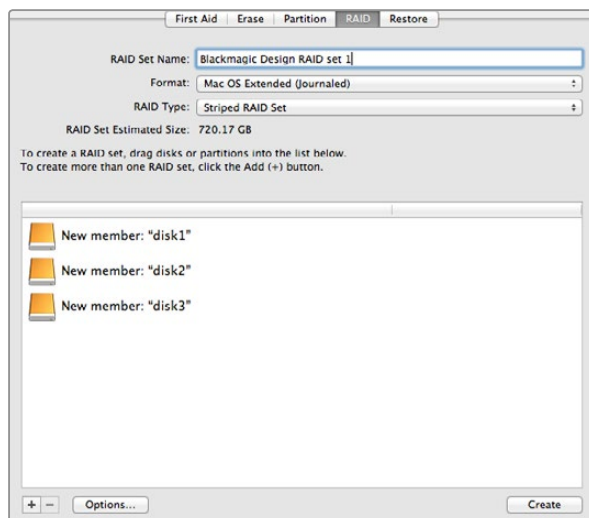 First Aid Erase Partition RAID Restore
RAID Set Name: Blackmagic Design RAID set 1
Format: Mac OS Extended (Journaled)
RAID Type: Striped RAID Set
RAID Set Estimated Size: 720.17 GB
To create a RAID set, drag disks or partitions into the list below.
To create more than one RAID set, click the Add (+) button.
New member: "disk1"
New member: "disk2"
New member: "disk3"
+ − Options... Create